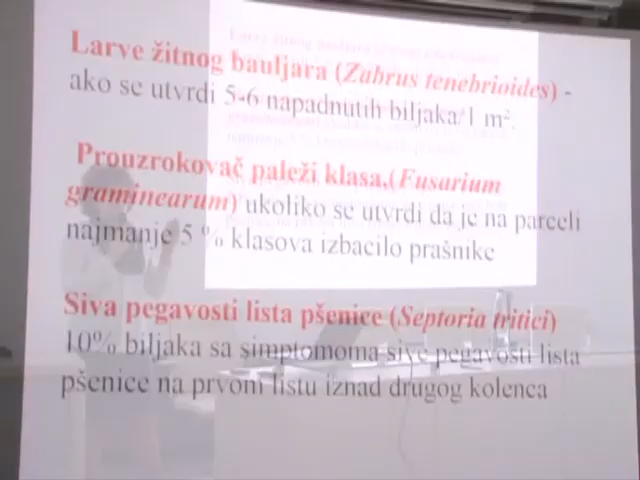 Larve žitnog bauljara (Zabrus tenebrioides) -
ako se utvrdi 5-6 napadnutih biljaka/1 m².
Prouzrokovač paleži klasa,(Fusarium
graminearum) ukoliko se utvrdi da je na parceli
najmanje 5 % klasova izbacilo prašnike
Siva pegavosti lista pšenice (Septoria tritici)
10% biljaka sa simptomoma sive pegavosti lista
pšenice na prvom listu iznad drugog kolenca